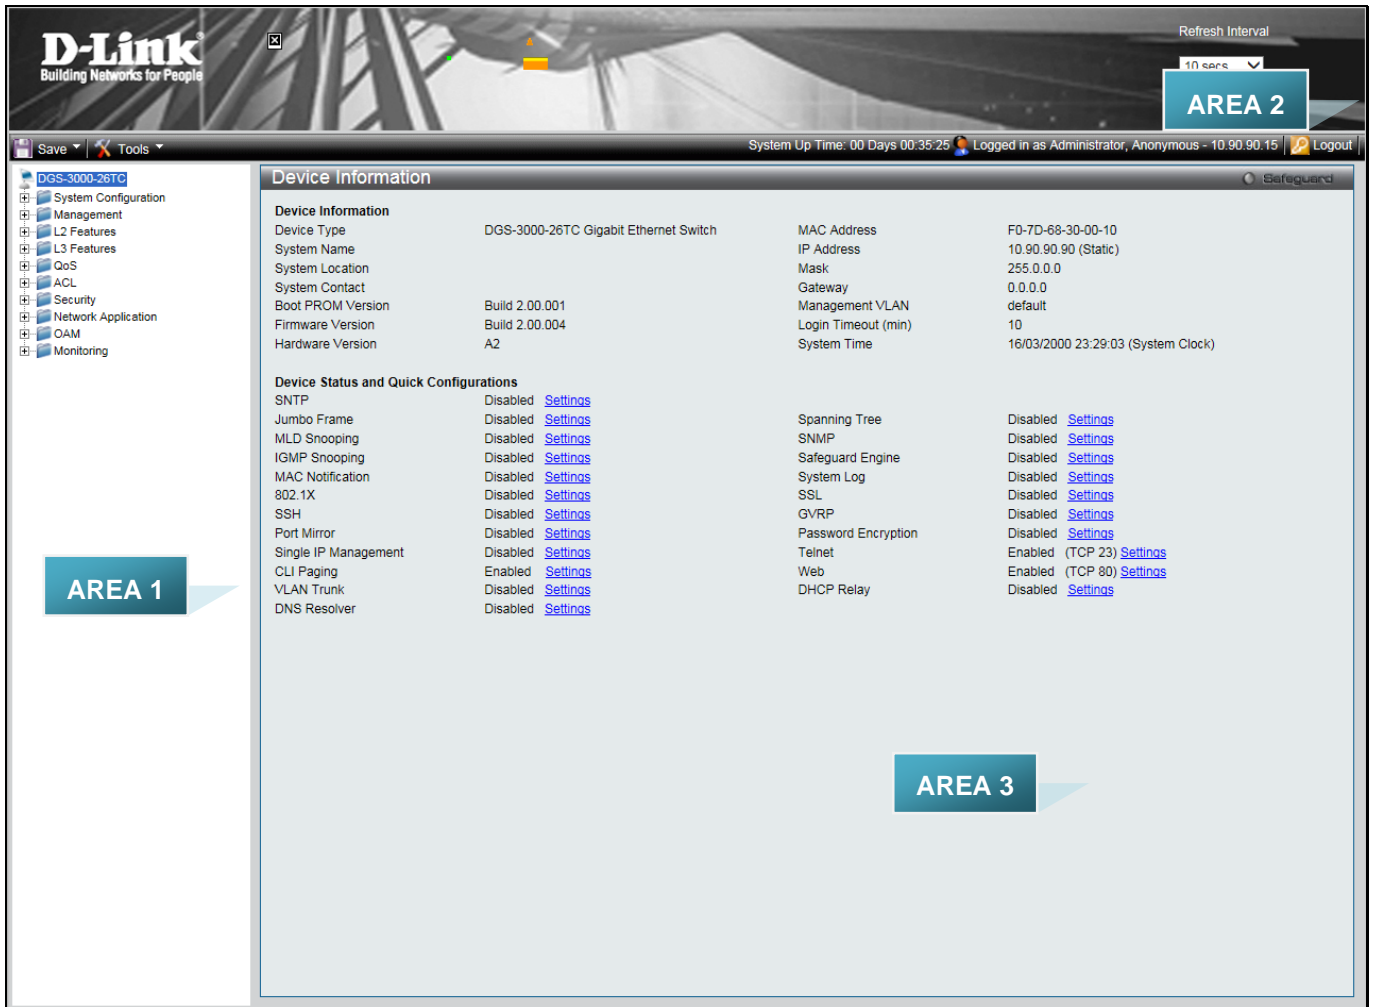 D-Link
Building Networks for People
Refresh Interval
10 secs
AREA 2
Save
Tools
System Up Time: 00 Days 00:35:25
Logged in as Administrator, Anonymous - 10.90.90.15
Logout
DGS-3000-26TC
System Configuration
Management
L2 Features
L3 Features
QoS
ACL
Security
Network Application
OAM
Monitoring
AREA 1
Device Information
Safeguard
Device Information
Device Type DGS-3000-26TC Gigabit Ethernet Switch MAC Address F0-7D-68-30-00-10
System Name IP Address 10.90.90.90 (Static)
System Location Mask 255.0.0.0
System Contact Gateway 0.0.0.0
Boot PROM Version Build 2.00.001 Management VLAN default
Firmware Version Build 2.00.004 Login Timeout (min) 10
Hardware Version A2 System Time 16/03/2000 23:29:03 (System Clock)
Device Status and Quick Configurations
SNTP Disabled Settings
Jumbo Frame Disabled Settings Spanning Tree Disabled Settings
MLD Snooping Disabled Settings SNMP Disabled Settings
IGMP Snooping Disabled Settings Safeguard Engine Disabled Settings
MAC Notification Disabled Settings System Log Disabled Settings
802.1X Disabled Settings SSL Disabled Settings
SSH Disabled Settings GVRP Disabled Settings
Port Mirror Disabled Settings Password Encryption Disabled Settings
Single IP Management Disabled Settings Telnet Enabled (TCP 23) Settings
CLI Paging Enabled Settings Web Enabled (TCP 80) Settings
VLAN Trunk Disabled Settings DHCP Relay Disabled Settings
DNS Resolver Disabled Settings
AREA 3